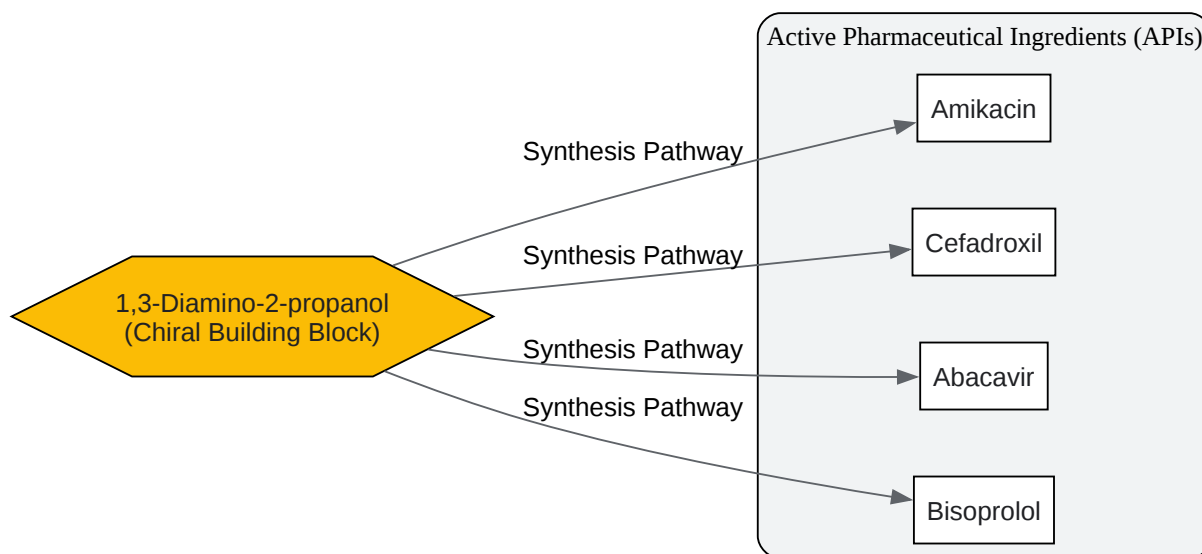 Active Pharmaceutical Ingredients (APIs)
Amikacin
Synthesis Pathway
Cefadroxil
Synthesis Pathway
1,3-Diamino-2-propanol
(Chiral Building Block)
Synthesis Pathway
Abacavir
Synthesis Pathway
Bisoprolol